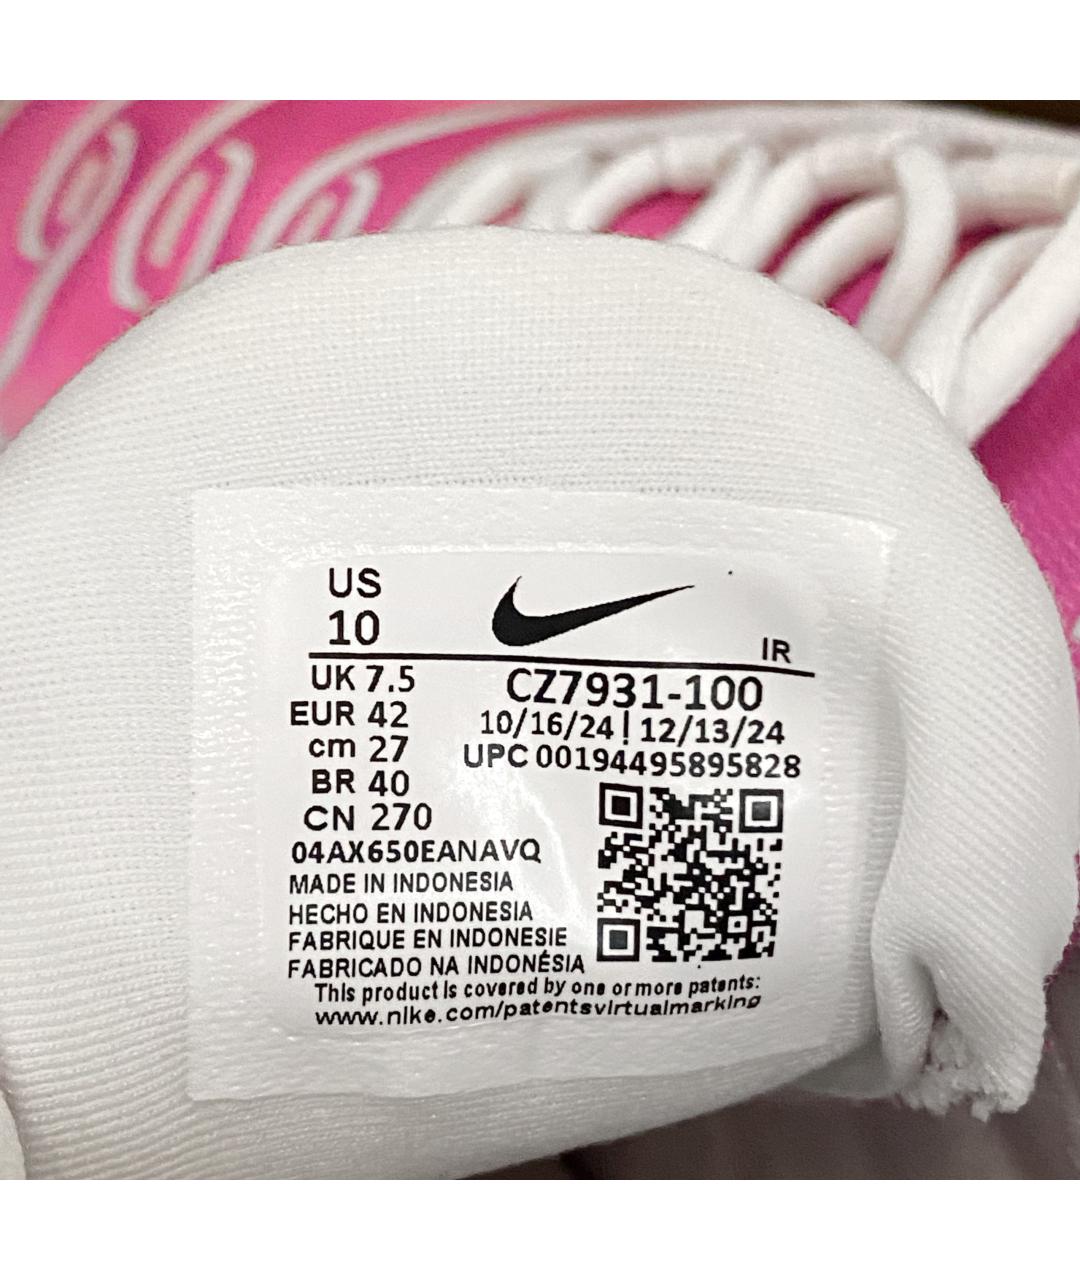 US
10
IR
UK 7.5
EUR 42
cm 27
BR 40
CN 270
CZ7931-100
10/16/24 | 12/13/24
UPC 00194495895828
04AX650EANAVQ
MADE IN INDONESIA
HECHO EN INDONESIA
FABRIQUE EN INDONESIE
FABRICADO NA INDONÉSIA
This product is covered by one or more patents:
www.nike.com/patentsvirtualmarking